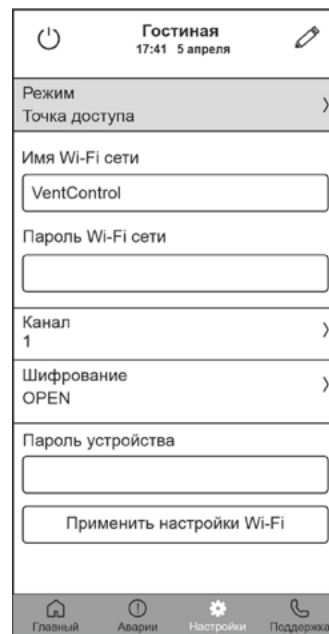 Гостиная
17:41 5 апреля
Режим
Точка доступа
Имя Wi-Fi сети
VentControl
Пароль Wi-Fi сети
Канал
1
Шифрование
OPEN
Пароль устройства
Применить настройки Wi-Fi
Главный Аварии Настройки Поддержка